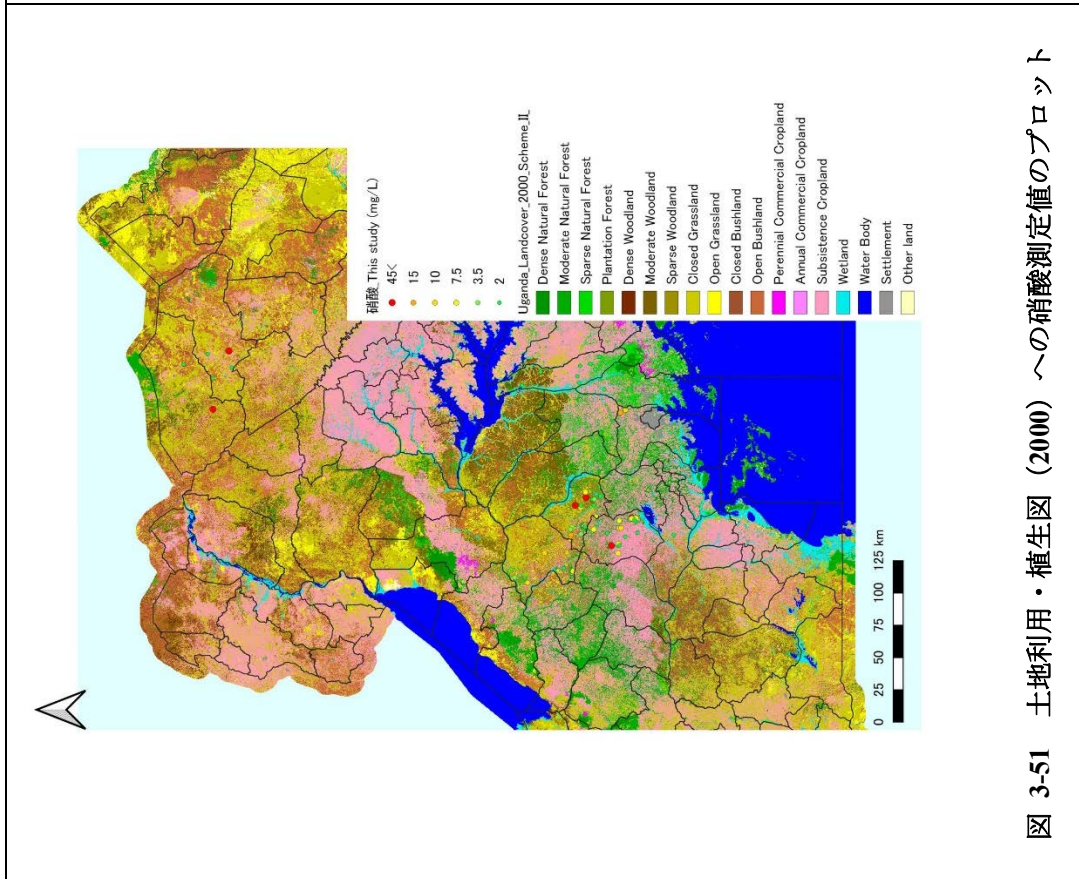 硝酸_This study (mg/L)
45<
15
10
7.5
3.5
2
Uganda_Landcover_2000_Scheme_II_
Dense Natural Forest
Moderate Natural Forest
Sparse Natural Forest
Plantation Forest
Dense Woodland
Moderate Woodland
Sparse Woodland
Closed Grassland
Open Grassland
Closed Bushland
Open Bushland
Perennial Commercial Cropland
Annual Commercial Cropland
Subsistence Cropland
Wetland
Water Body
Settlement
Other land
0 25 50 75 100 125 km
図 3-51 土地利用・植生図 (2000) への硝酸測定値のプロット